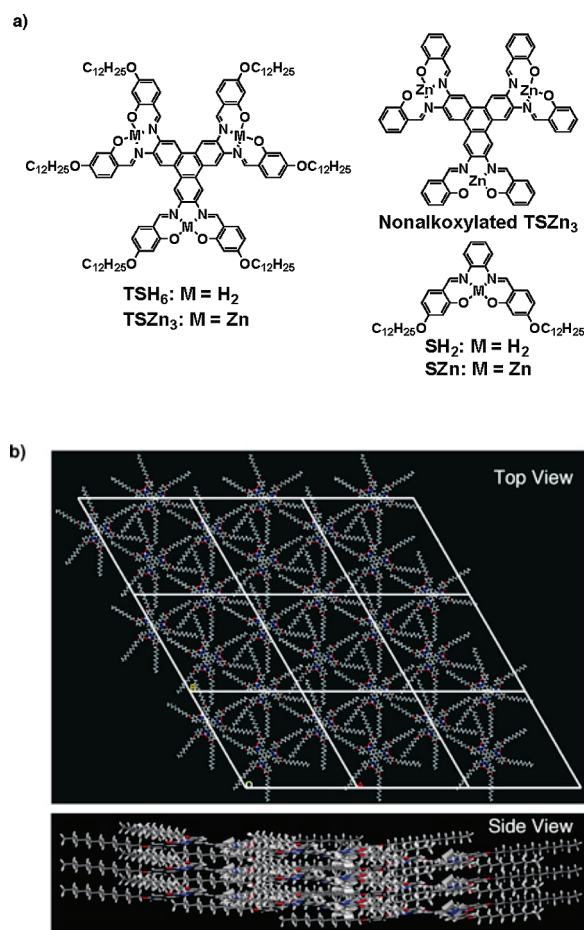 a)
C₁₂H₂₅O OC₁₂H₂₅
O O
M N N M
O O
C₁₂H₂₅O N N OC₁₂H₂₅
N N
M
O O
C₁₂H₂₅O OC₁₂H₂₅
TSH₆: M = H₂
TSZn₃: M = Zn
O O
Zn N N Zn
O N N O
N N
Zn
O O
Nonalkoxylated TSZn₃
N N
M
O O
C₁₂H₂₅O OC₁₂H₂₅
SH₂: M = H₂
SZn: M = Zn
b)
Top View
Side View